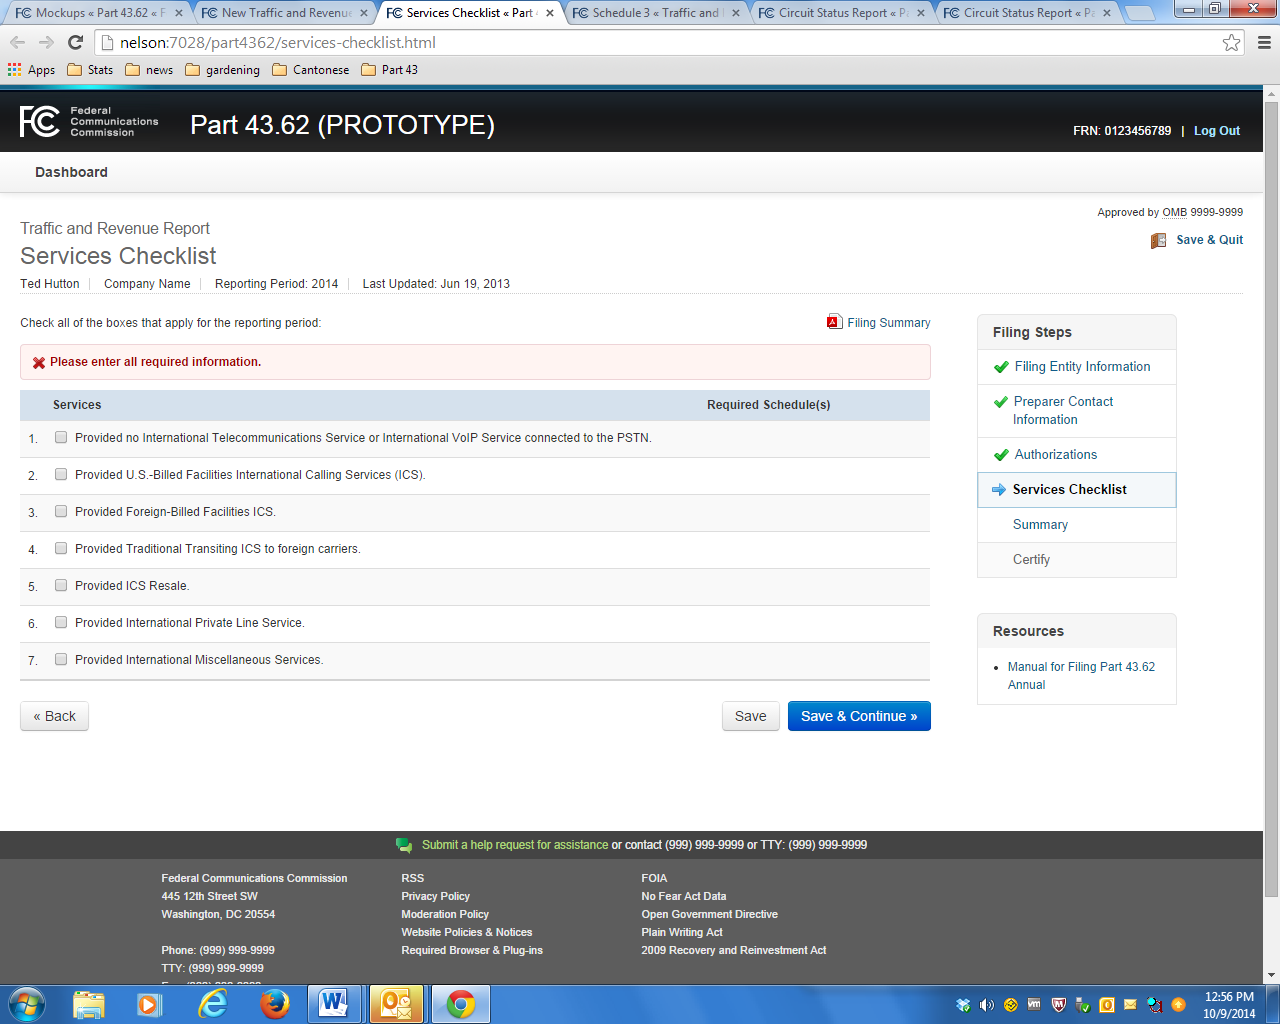 Mockups « Part 43.62 « F
New Traffic and Revenue
Services Checklist « Part
Schedule 3 « Traffic and
Circuit Status Report « Pa
Circuit Status Report « Pa
nelson:7028/part4362/services-checklist.html
Apps Stats news gardening Cantonese Part 43
FC Federal Communications Commission
Part 43.62 (PROTOTYPE)
FRN: 0123456789 | Log Out
Dashboard
Approved by OMB 9999-9999
Traffic and Revenue Report
Save & Quit
Services Checklist
Ted Hutton Company Name Reporting Period: 2014 Last Updated: Jun 19, 2013
Check all of the boxes that apply for the reporting period:
Filing Summary
Please enter all required information.
Services Required Schedule(s)
1. Provided no International Telecommunications Service or International VoIP Service connected to the PSTN.
2. Provided U.S.-Billed Facilities International Calling Services (ICS).
3. Provided Foreign-Billed Facilities ICS.
4. Provided Traditional Transiting ICS to foreign carriers.
5. Provided ICS Resale.
6. Provided International Private Line Service.
7. Provided International Miscellaneous Services.
« Back
Save
Save & Continue »
Filing Steps
Filing Entity Information
Preparer Contact
Information
Authorizations
Services Checklist
Summary
Certify
Resources
• Manual for Filing Part 43.62
Annual
Submit a help request for assistance or contact (999) 999-9999 or TTY: (999) 999-9999
Federal Communications Commission
445 12th Street SW
Washington, DC 20554
Phone: (999) 999-9999
TTY: (999) 999-9999
RSS
Privacy Policy
Moderation Policy
Website Policies & Notices
Required Browser & Plug-ins
FOIA
No Fear Act Data
Open Government Directive
Plain Writing Act
2009 Recovery and Reinvestment Act
12:56 PM
10/9/2014